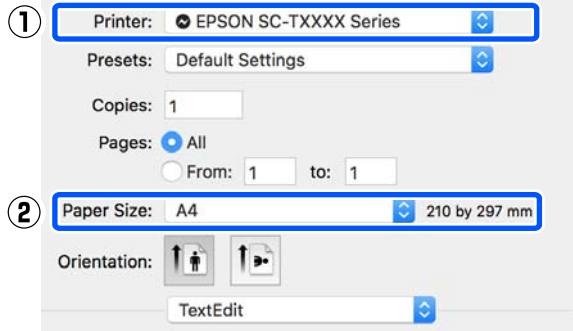 ① Printer: EPSON SC-TXXXX Series
Presets: Default Settings
Copies: 1
Pages: All
From: 1 to: 1
② Paper Size: A4 210 by 297 mm
Orientation:
TextEdit